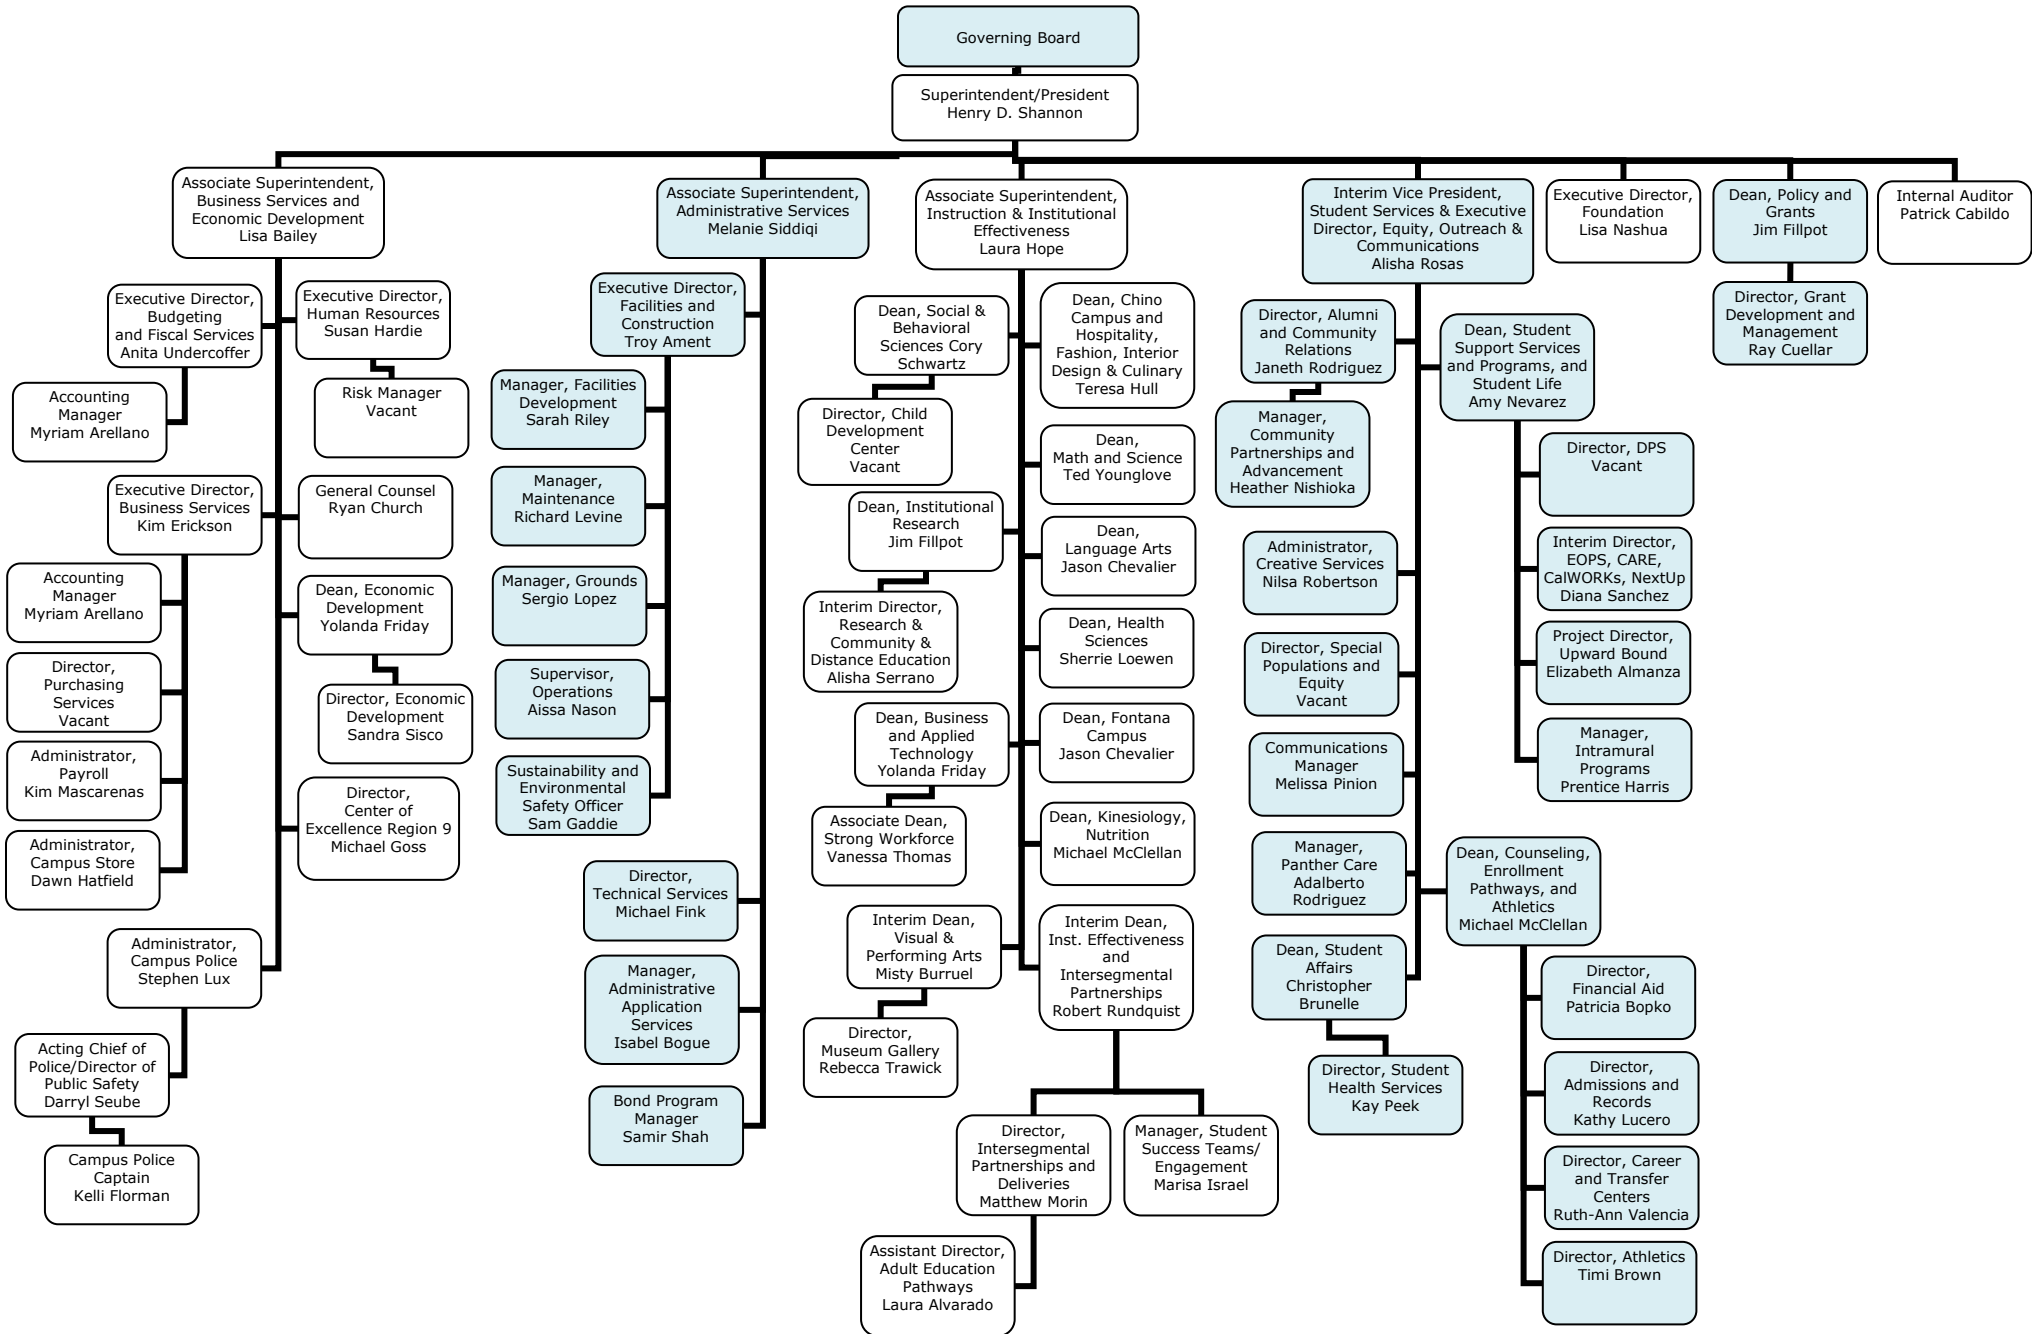 Governing Board
Superintendent/President
Henry D. Shannon
Associate Superintendent,
Business Services and
Economic Development
Lisa Bailey
Executive Director,
Budgeting
and Fiscal Services
Anita Undercoffer
Accounting
Manager
Myriam Arellano
Executive Director,
Human Resources
Susan Hardie
Risk Manager
Vacant
Executive Director,
Business Services
Kim Erickson
Accounting
Manager
Myriam Arellano
Director,
Purchasing
Services
Vacant
Administrator,
Payroll
Kim Mascarenas
Administrator,
Campus Store
Dawn Hatfield
General Counsel
Ryan Church
Dean, Economic
Development
Yolanda Friday
Director, Economic
Development
Sandra Sisco
Director,
Center of
Excellence Region 9
Michael Goss
Administrator,
Campus Police
Stephen Lux
Acting Chief of
Police/Director of
Public Safety
Darryl Seube
Campus Police
Captain
Kelli Florman
Associate Superintendent,
Administrative Services
Melanie Siddiqi
Executive Director,
Facilities and
Construction
Troy Ament
Manager, Facilities
Development
Sarah Riley
Manager,
Maintenance
Richard Levine
Manager, Grounds
Sergio Lopez
Supervisor,
Operations
Aissa Nason
Sustainability and
Environmental
Safety Officer
Sam Gaddie
Director,
Technical Services
Michael Fink
Manager,
Administrative
Application
Services
Isabel Bogue
Bond Program
Manager
Samir Shah
Associate Superintendent,
Instruction & Institutional
Effectiveness
Laura Hope
Dean, Social &
Behavioral
Sciences Cory
Schwartz
Director, Child
Development
Center
Vacant
Dean, Institutional
Research
Jim Fillpot
Interim Director,
Research &
Community &
Distance Education
Alisha Serrano
Dean, Business
and Applied
Technology
Yolanda Friday
Associate Dean,
Strong Workforce
Vanessa Thomas
Interim Dean,
Visual &
Performing Arts
Misty Burruel
Director,
Museum Gallery
Rebecca Trawick
Dean, Chino
Campus and
Hospitality,
Fashion, Interior
Design & Culinary
Teresa Hull
Dean,
Math and Science
Ted Younglove
Dean,
Language Arts
Jason Chevalier
Dean, Health
Sciences
Sherrie Loewen
Dean, Fontana
Campus
Jason Chevalier
Dean, Kinesiology,
Nutrition
Michael McClellan
Interim Dean,
Inst. Effectiveness
and
Intersegmental
Partnerships
Robert Rundquist
Director,
Intersegmental
Partnerships and
Deliveries
Matthew Morin
Manager, Student
Success Teams/
Engagement
Marisa Israel
Assistant Director,
Adult Education
Pathways
Laura Alvarado
Interim Vice President,
Student Services & Executive
Director, Equity, Outreach &
Communications
Alisha Rosas
Director, Alumni
and Community
Relations
Janeth Rodriguez
Manager,
Community
Partnerships and
Advancement
Heather Nishioka
Administrator,
Creative Services
Nilsa Robertson
Director, Special
Populations and
Equity
Vacant
Communications
Manager
Melissa Pinion
Manager,
Panther Care
Adalberto
Rodriguez
Dean, Student
Affairs
Christopher
Brunelle
Director, Student
Health Services
Kay Peek
Dean, Student
Support Services
and Programs, and
Student Life
Amy Nevarez
Director, DPS
Vacant
Interim Director,
EOPS, CARE,
CalWORKs, NextUp
Diana Sanchez
Project Director,
Upward Bound
Elizabeth Almanza
Manager,
Intramural
Programs
Prentice Harris
Dean, Counseling,
Enrollment
Pathways, and
Athletics
Michael McClellan
Director,
Financial Aid
Patricia Bopko
Director,
Admissions and
Records
Kathy Lucero
Director, Career
and Transfer
Centers
Ruth-Ann Valencia
Director, Athletics
Timi Brown
Executive Director,
Foundation
Lisa Nashua
Dean, Policy and
Grants
Jim Fillpot
Director, Grant
Development and
Management
Ray Cuellar
Internal Auditor
Patrick Cabildo